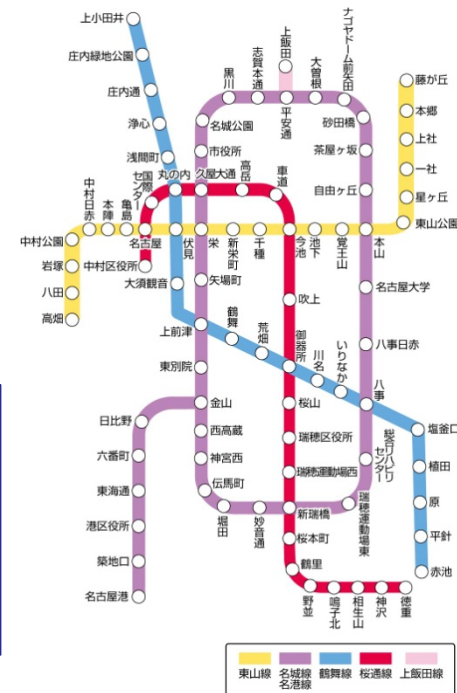 上小田井
庄内緑地公園
庄内通
浄心
浅間町
丸の内
上飯田
志賀本通
黒川
平安通
大曽根
ナゴヤドーム前矢田
砂田橋
名城公園
市役所
茶屋ヶ坂
自由ヶ丘
藤が丘
本郷
上社
一社
星ヶ丘
東山公園
久屋大通
高岳
車道
国際センター
中村日赤
本陣
亀島
中村公園
名古屋
伏見
栄
新栄町
千種
今池
池下
覚王山
本山
岩塚
八田
高畑
中村区役所
大須観音
矢場町
吹上
名古屋大学
上前津
鶴舞
荒畑
御器所
川名
いりなか
八事
八事日赤
東別院
金山
桜山
塩釜口
日比野
西高蔵
瑞穂区役所
総合リハビリセンター
植田
六番町
神宮西
瑞穂運動場西
原
東海通
伝馬町
瑞穂運動場東
平針
港区役所
堀田
妙音通
新瑞橋
桜本町
赤池
築地口
鶴里
名古屋港
野並
鳴子北
相生山
神沢
徳重
東山線
名城線
名港線
鶴舞線
桜通線
上飯田線